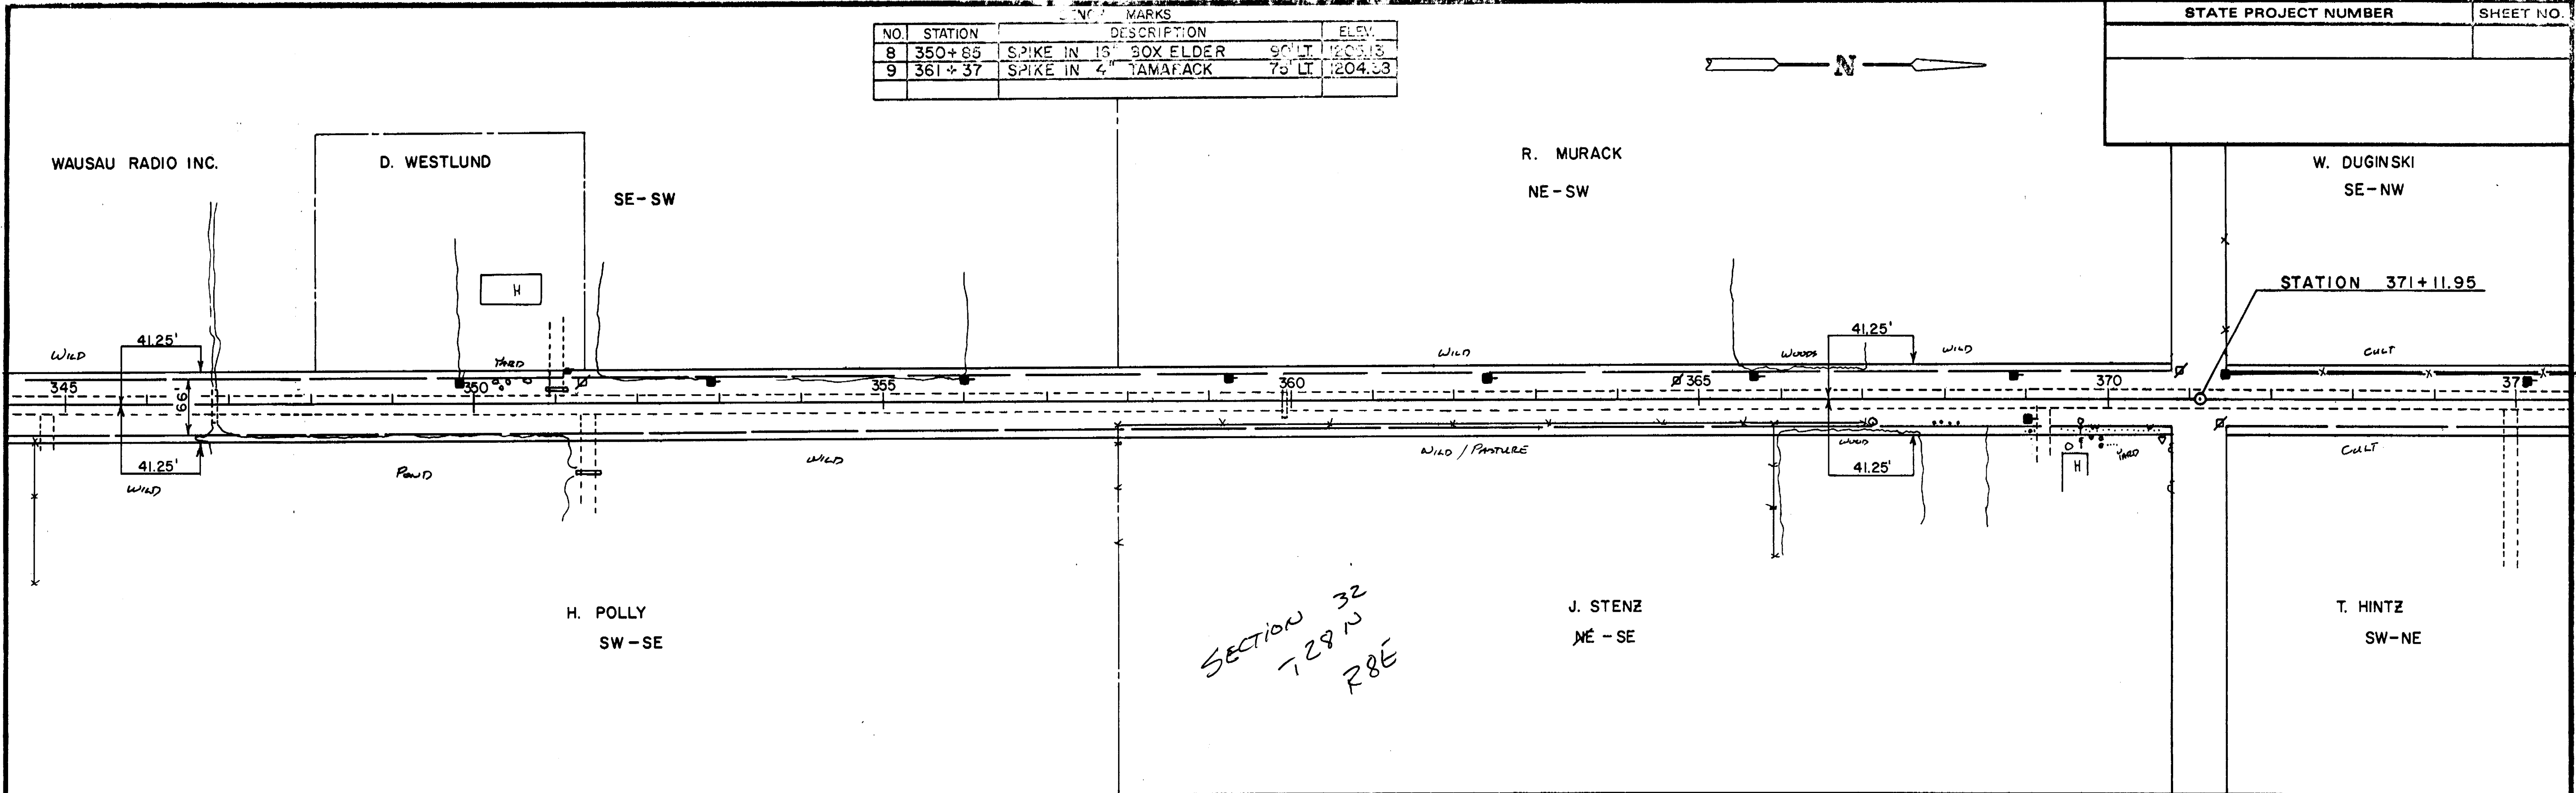 MARKS
STATE PROJECT NUMBER SHEET NO.
NO. STATION DESCRIPTION ELEV.
8 350+85 SPIKE IN 16" BOX ELDER 90' LT.
9 361+37 SPIKE IN 4" TAMARACK 75' LT.
N
WAUSAU RADIO INC.
D. WESTLUND
SE-SW
R. MURACK
NE-SW
W. DUGINSKI
SE-NW
H
STATION 371+11.95
41.25'
41.25'
WILD
YARD
WILD
WOODS
WILD
CULT
345
350
355
360
365
370
37
66'
41.25'
WILD
POND
WILD
WILD / PASTURE
WOOD
41.25'
H
YARD
CULT
H. POLLY
SW-SE
SECTION 32
T28N
R8E
J. STENZ
NE-SE
T. HINTZ
SW-NE